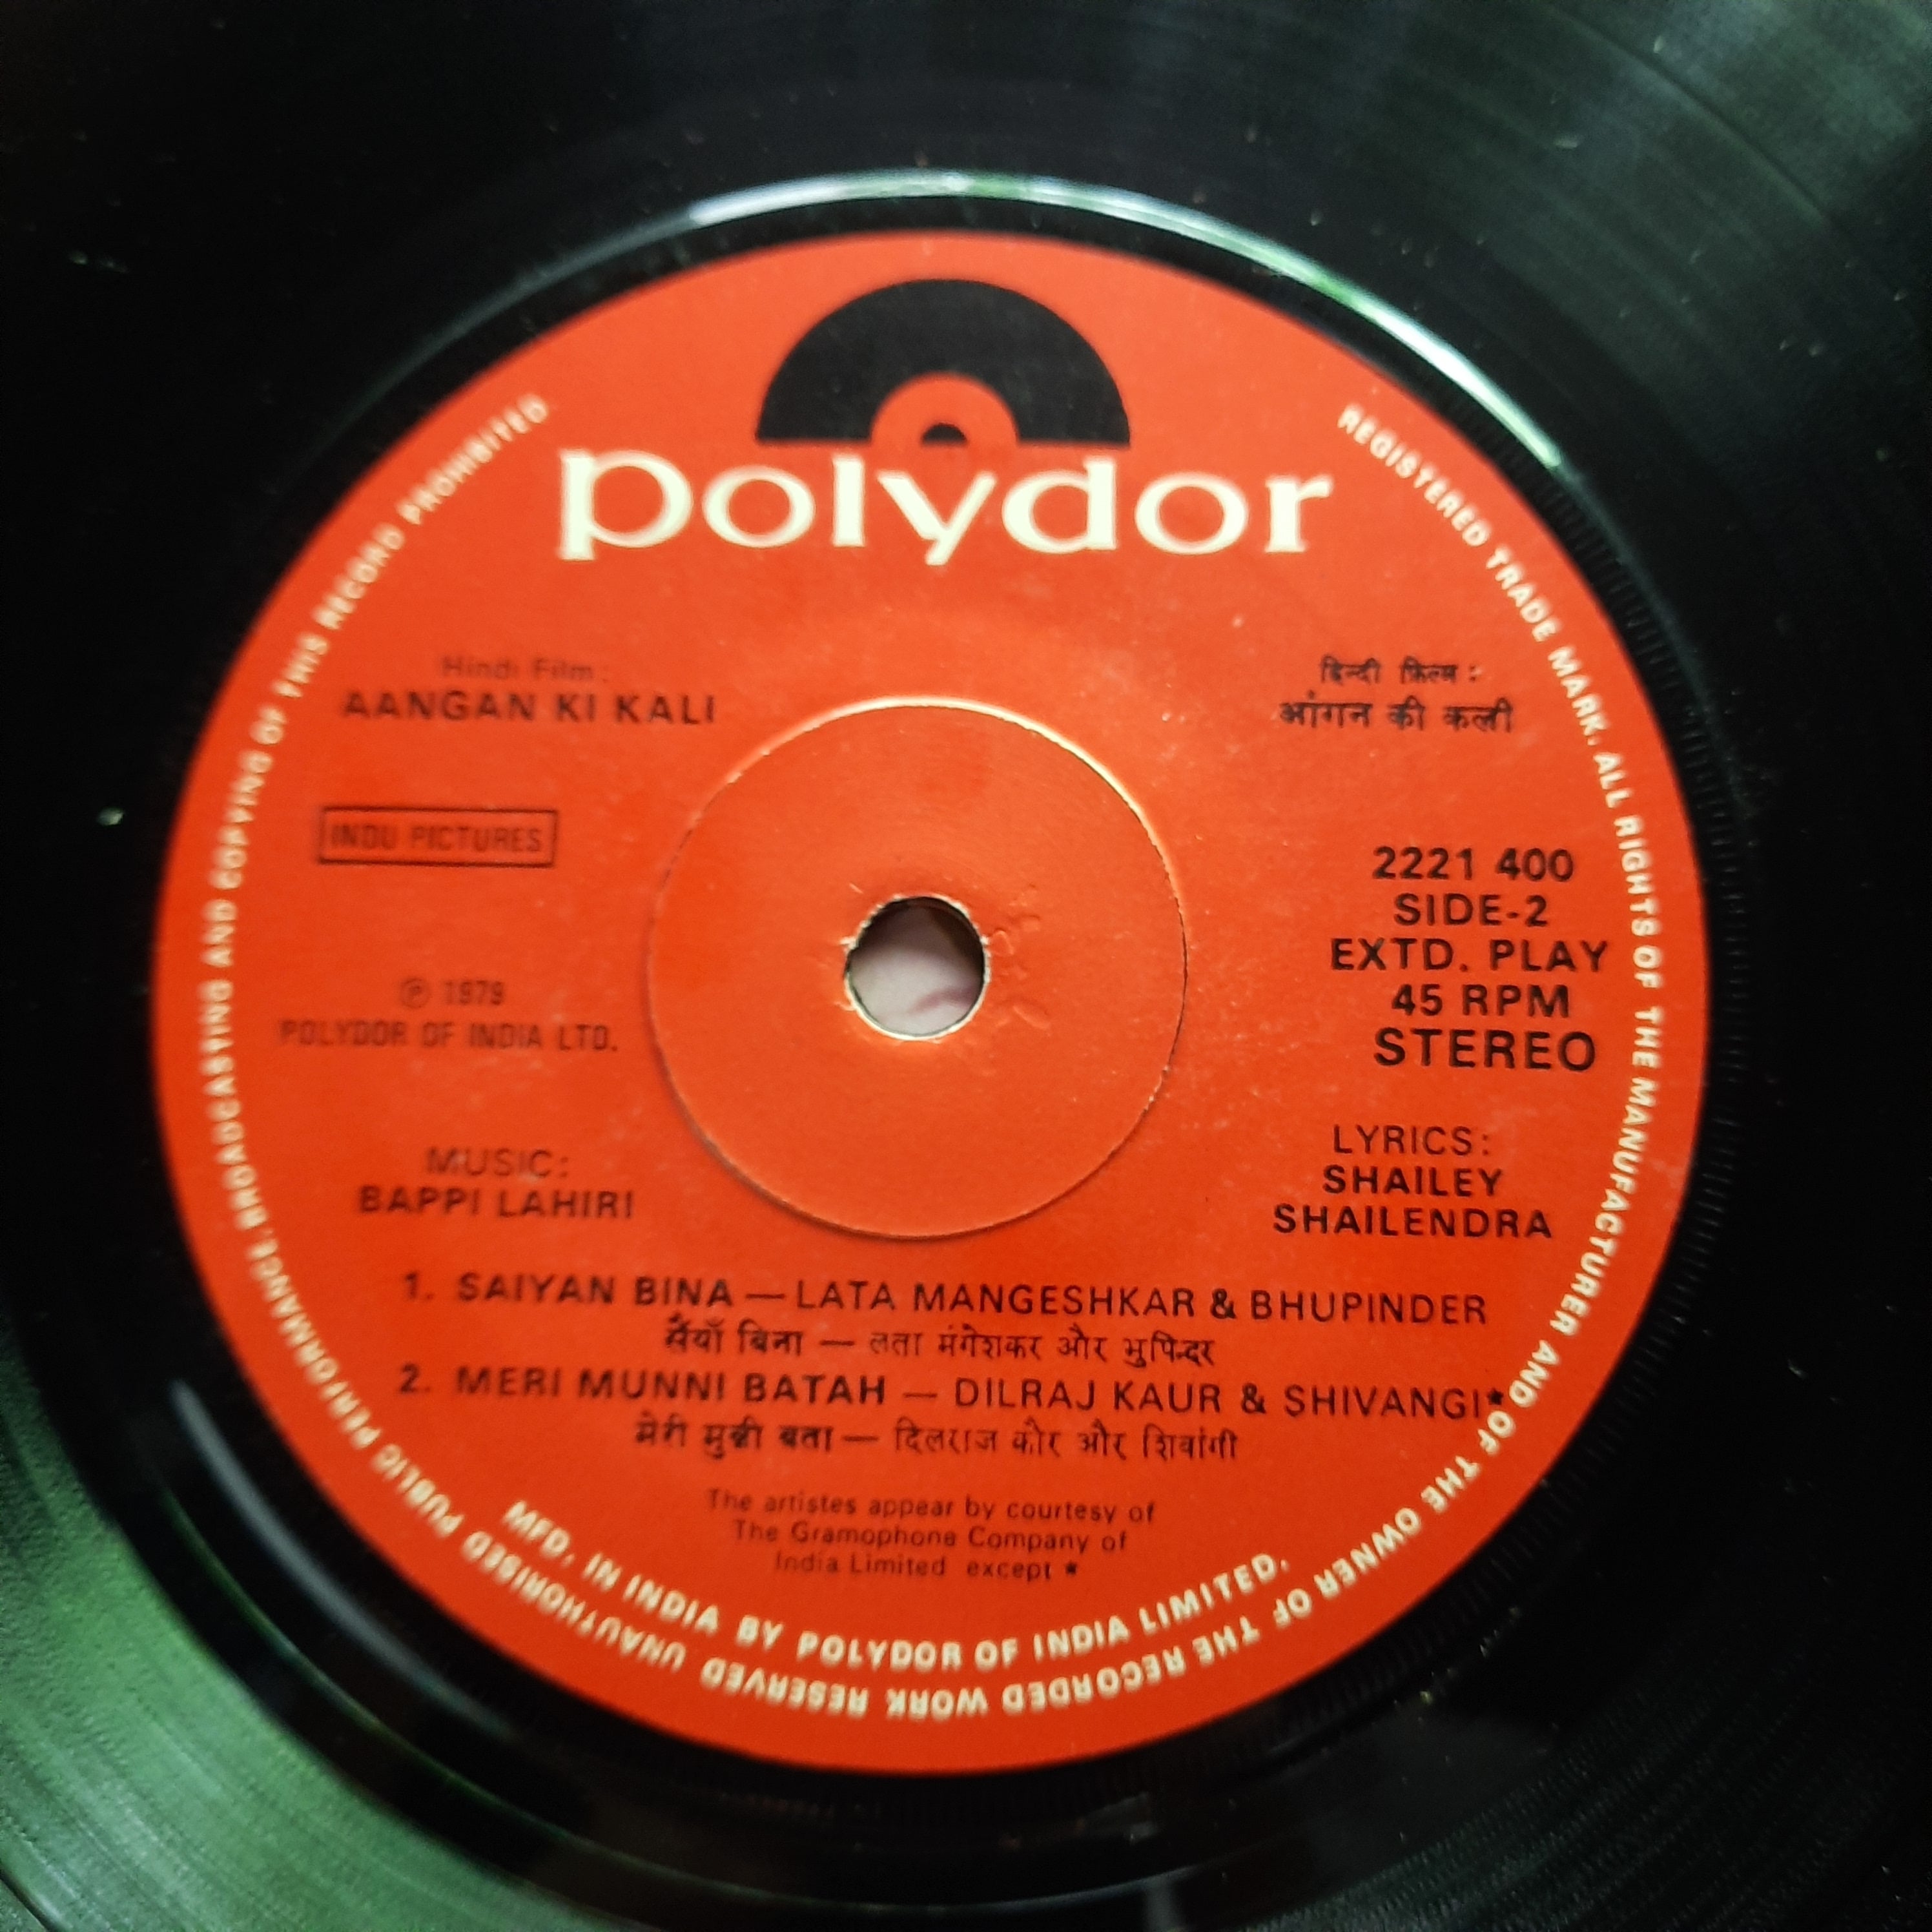 polydor
Hindi Film:
AANGAN KI KALI
हिन्दी फ़िल्म :
आंगन की कली
INDU PICTURES
2221 400
SIDE-2
EXTD. PLAY
45 RPM
STEREO
℗ 1979
POLYDOR OF INDIA LTD.
MUSIC:
BAPPI LAHIRI
LYRICS:
SHAILEY
SHAILENDRA
1. SAIYAN BINA — LATA MANGESHKAR & BHUPINDER
सैयाँ बिना — लता मंगेशकर और भुपिन्दर
2. MERI MUNNI BATAH — DILRAJ KAUR & SHIVANGI*
मेरी मुन्नी बता — दिलराज कौर और शिवांगी
The artistes appear by courtesy of
The Gramophone Company of
India Limited except *
MFD. IN INDIA BY POLYDOR OF INDIA LIMITED.
REGISTERED TRADE MARK. ALL RIGHTS OF THE MANUFACTURER AND OF THE OWNER OF THE RECORDED WORK RESERVED UNAUTHORISED PUBLIC PERFORMANCE, BROADCASTING AND COPYING OF THIS RECORD PROHIBITED